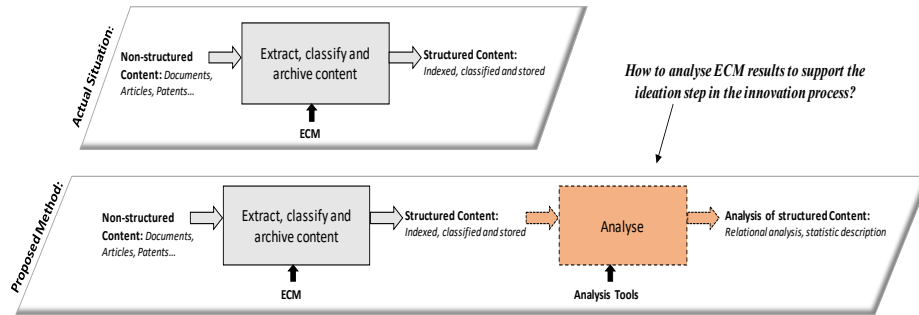 Actual Situation:
Non-structured
Content: Documents,
Articles, Patents...
Extract, classify and
archive content
Structured Content:
Indexed, classified and stored
ECM
How to analyse ECM results to support the
ideation step in the innovation process?
Proposed Method:
Non-structured
Content: Documents,
Articles, Patents...
Extract, classify and
archive content
Structured Content:
Indexed, classified and stored
Analyse
Analysis of structured Content:
Relational analysis, statistic description
ECM
Analysis Tools